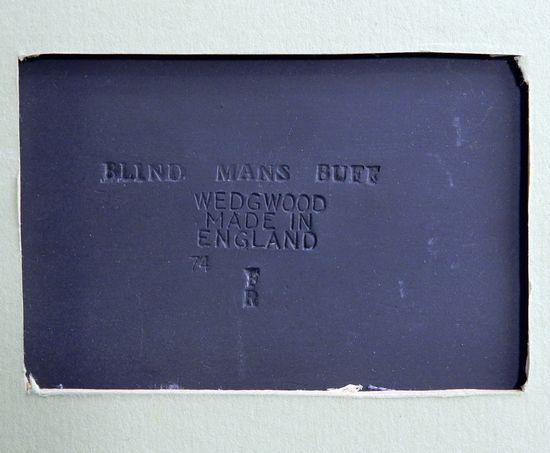 BLIND MANS BUFF
WEDGWOOD
MADE IN
ENGLAND
74
F
R